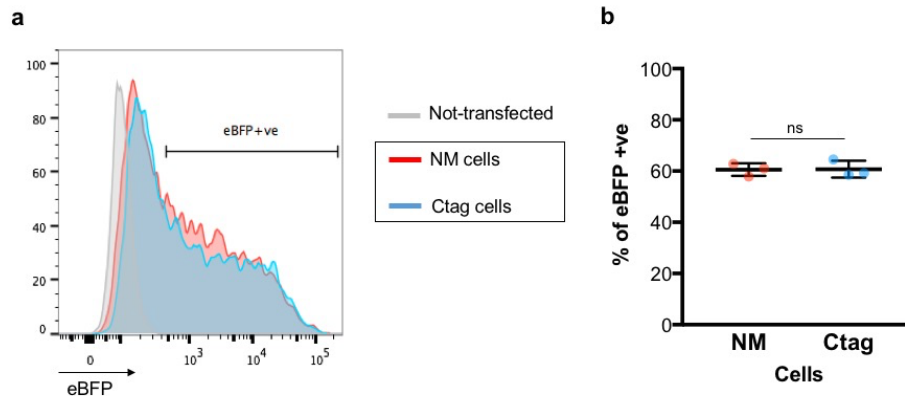 a
100
80
60
40
20
0
0
10³
10⁴
10⁵
eBFP
eBFP+ve
Not-transfected
NM cells
Ctag cells
b
% of eBFP +ve
100
80
60
40
20
0
ns
NM
Ctag
Cells